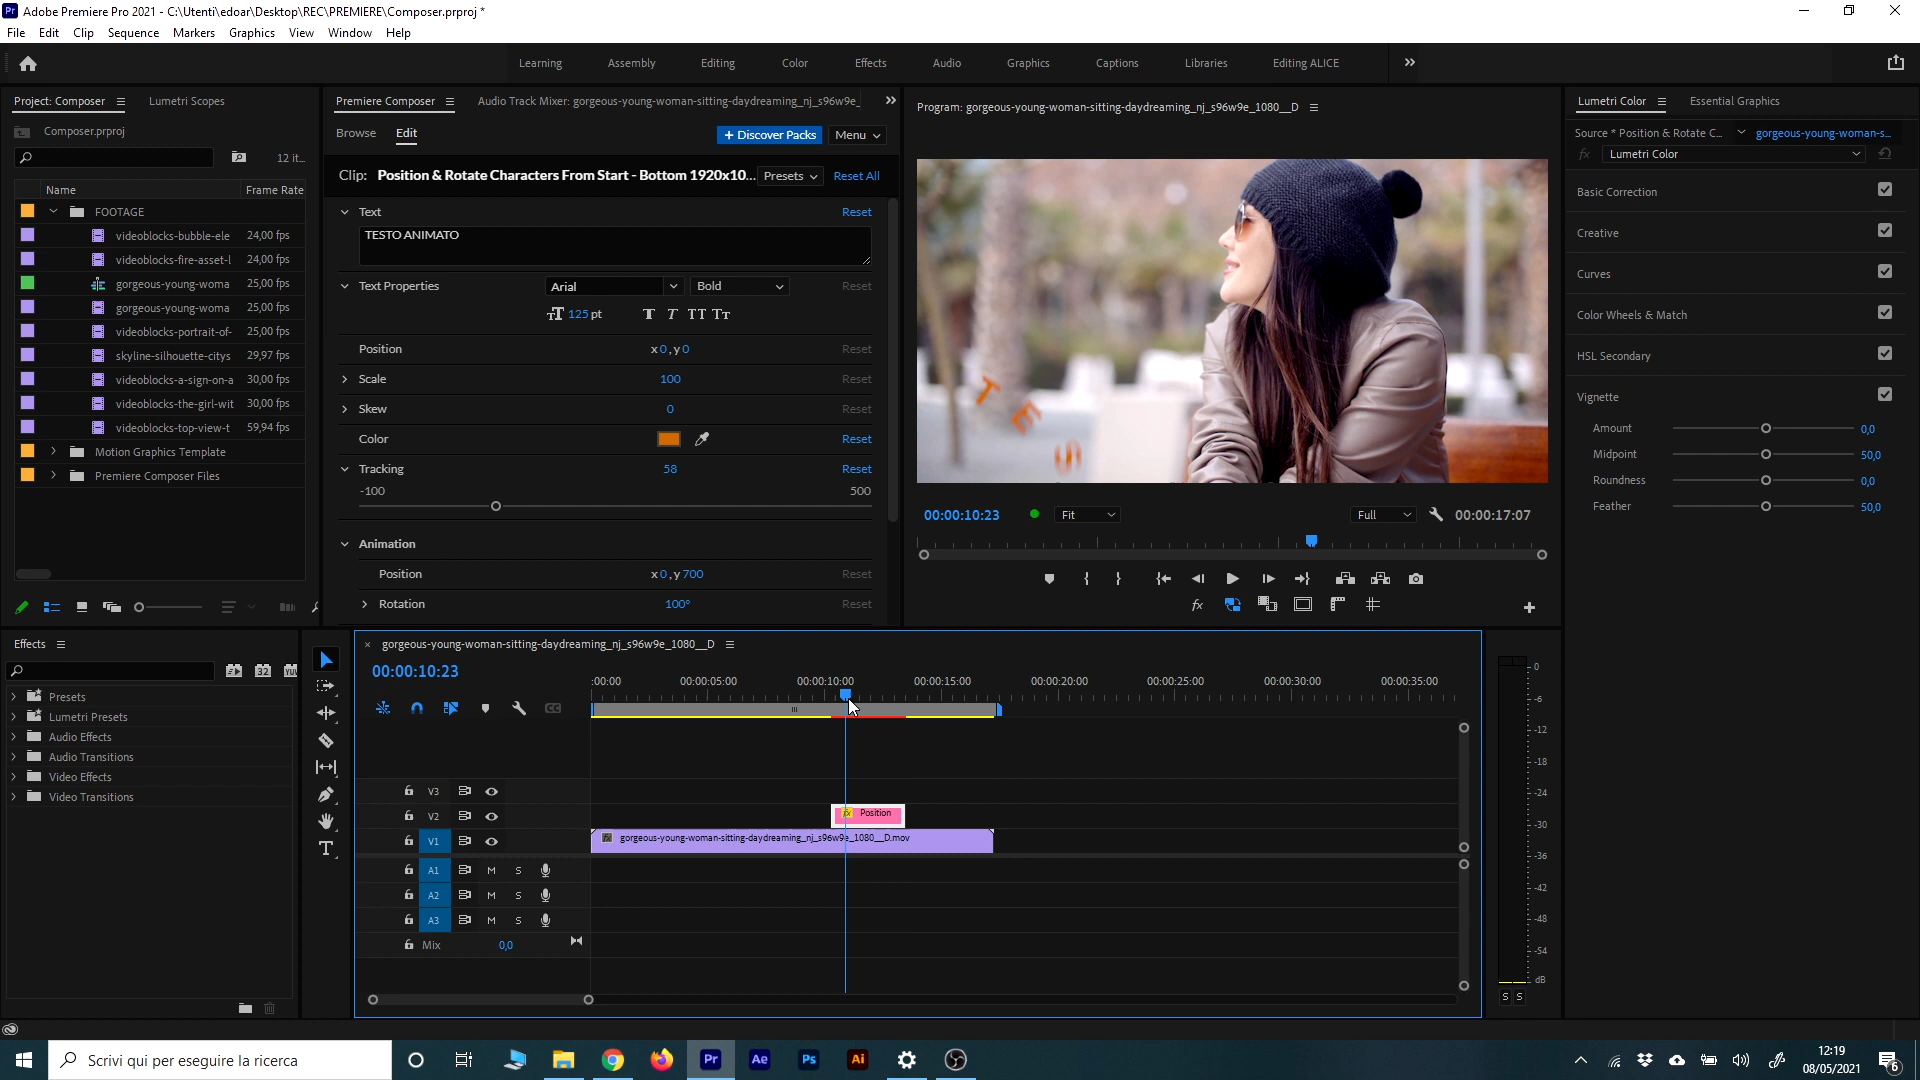 Adobe Premiere Pro 2021 - C:\Utenti\edoar\Desktop\REC\PREMIERE\Composer.prproj *
File Edit Clip Sequence Markers Graphics View Window Help
Learning Assembly Editing Color Effects Audio Graphics Captions Libraries Editing ALICE
Project: Composer Lumetri Scopes
Composer.prproj
12 it...
Name Frame Rate
FOOTAGE
videoblocks-bubble-ele 24,00 fps
videoblocks-fire-asset-l 24,00 fps
gorgeous-young-woma 25,00 fps
gorgeous-young-woma 25,00 fps
videoblocks-portrait-of- 25,00 fps
skyline-silhouette-citys 29,97 fps
videoblocks-a-sign-on-a 30,00 fps
videoblocks-the-girl-wit 30,00 fps
videoblocks-top-view-t 59,94 fps
Motion Graphics Template
Premiere Composer Files
Premiere Composer Audio Track Mixer: gorgeous-young-woman-sitting-daydreaming_nj_s96w9e_
Browse Edit + Discover Packs Menu
Clip: Position & Rotate Characters From Start - Bottom 1920x10... Presets Reset All
Text Reset
TESTO ANIMATO
Text Properties Arial Bold Reset
125 pt T T TT Tt
Position x 0 , y 0 Reset
Scale 100 Reset
Skew 0 Reset
Color Reset
Tracking 58 Reset
-100 500
Animation
Position x 0 , y 700 Reset
Rotation 100° Reset
Program: gorgeous-young-woman-sitting-daydreaming_nj_s96w9e_1080__D
T E S
00:00:10:23 Fit Full 00:00:17:07
Lumetri Color Essential Graphics
Source * Position & Rotate C... gorgeous-young-woman-s...
fx Lumetri Color
Basic Correction
Creative
Curves
Color Wheels & Match
HSL Secondary
Vignette
Amount 0,0
Midpoint 50,0
Roundness 0,0
Feather 50,0
Effects
32 YUV
Presets
Lumetri Presets
Audio Effects
Audio Transitions
Video Effects
Video Transitions
gorgeous-young-woman-sitting-daydreaming_nj_s96w9e_1080__D
00:00:10:23
:00:00 00:00:05:00 00:00:10:00 00:00:15:00 00:00:20:00 00:00:25:00 00:00:30:00 00:00:35:00
V3
V2 fx Position
V1 fx gorgeous-young-woman-sitting-daydreaming_nj_s96w9e_1080__D.mov
A1 M S
A2 M S
A3 M S
Mix 0,0
0
-6
-12
-18
-24
-30
-36
-42
-48
-54
dB
S S
Scrivi qui per eseguire la ricerca
Pr Ae Ps Ai
12:19
08/05/2021
6